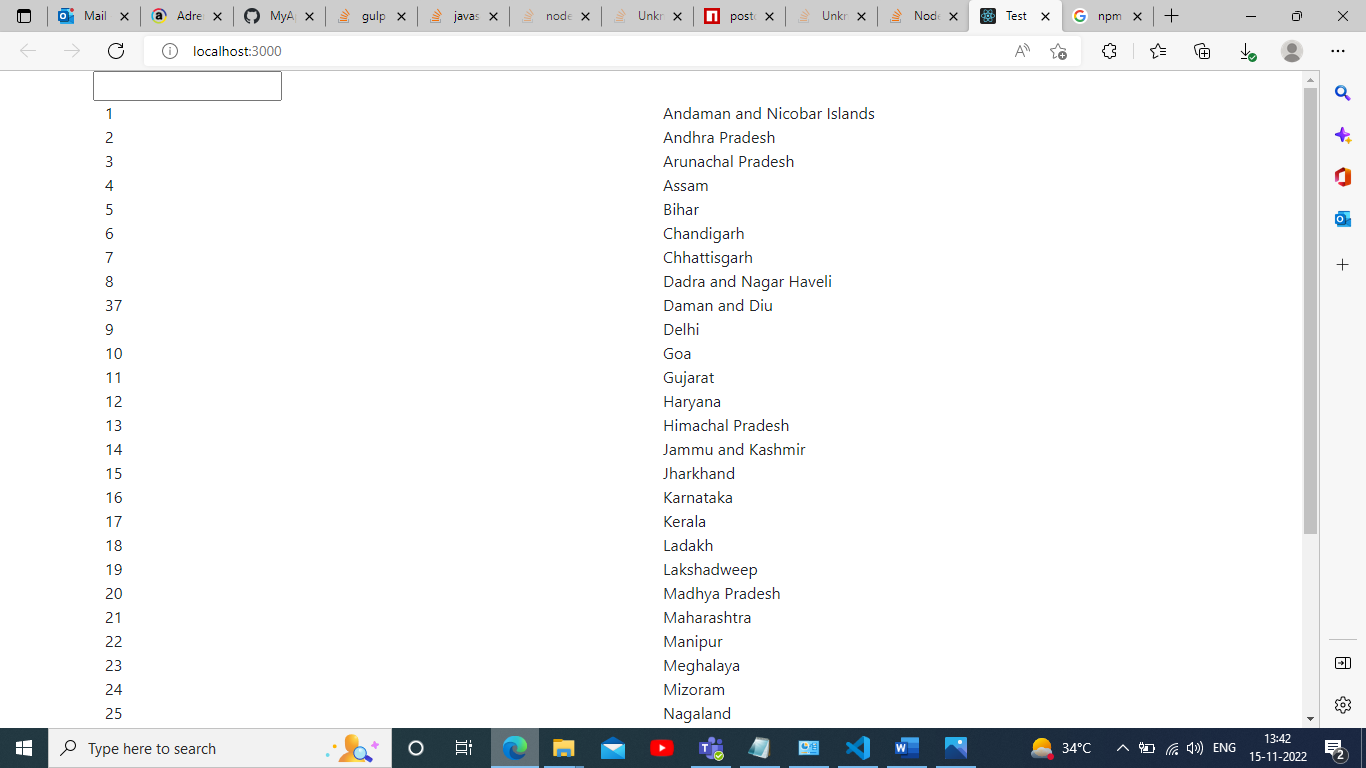 Mail
Adre
MyA
gulp
javas
node
Unkn
post
Unkn
Node
Test
npm
localhost:3000
1 Andaman and Nicobar Islands
2 Andhra Pradesh
3 Arunachal Pradesh
4 Assam
5 Bihar
6 Chandigarh
7 Chhattisgarh
8 Dadra and Nagar Haveli
37 Daman and Diu
9 Delhi
10 Goa
11 Gujarat
12 Haryana
13 Himachal Pradesh
14 Jammu and Kashmir
15 Jharkhand
16 Karnataka
17 Kerala
18 Ladakh
19 Lakshadweep
20 Madhya Pradesh
21 Maharashtra
22 Manipur
23 Meghalaya
24 Mizoram
25 Nagaland
Type here to search
34°C
ENG
13:42
15-11-2022
2